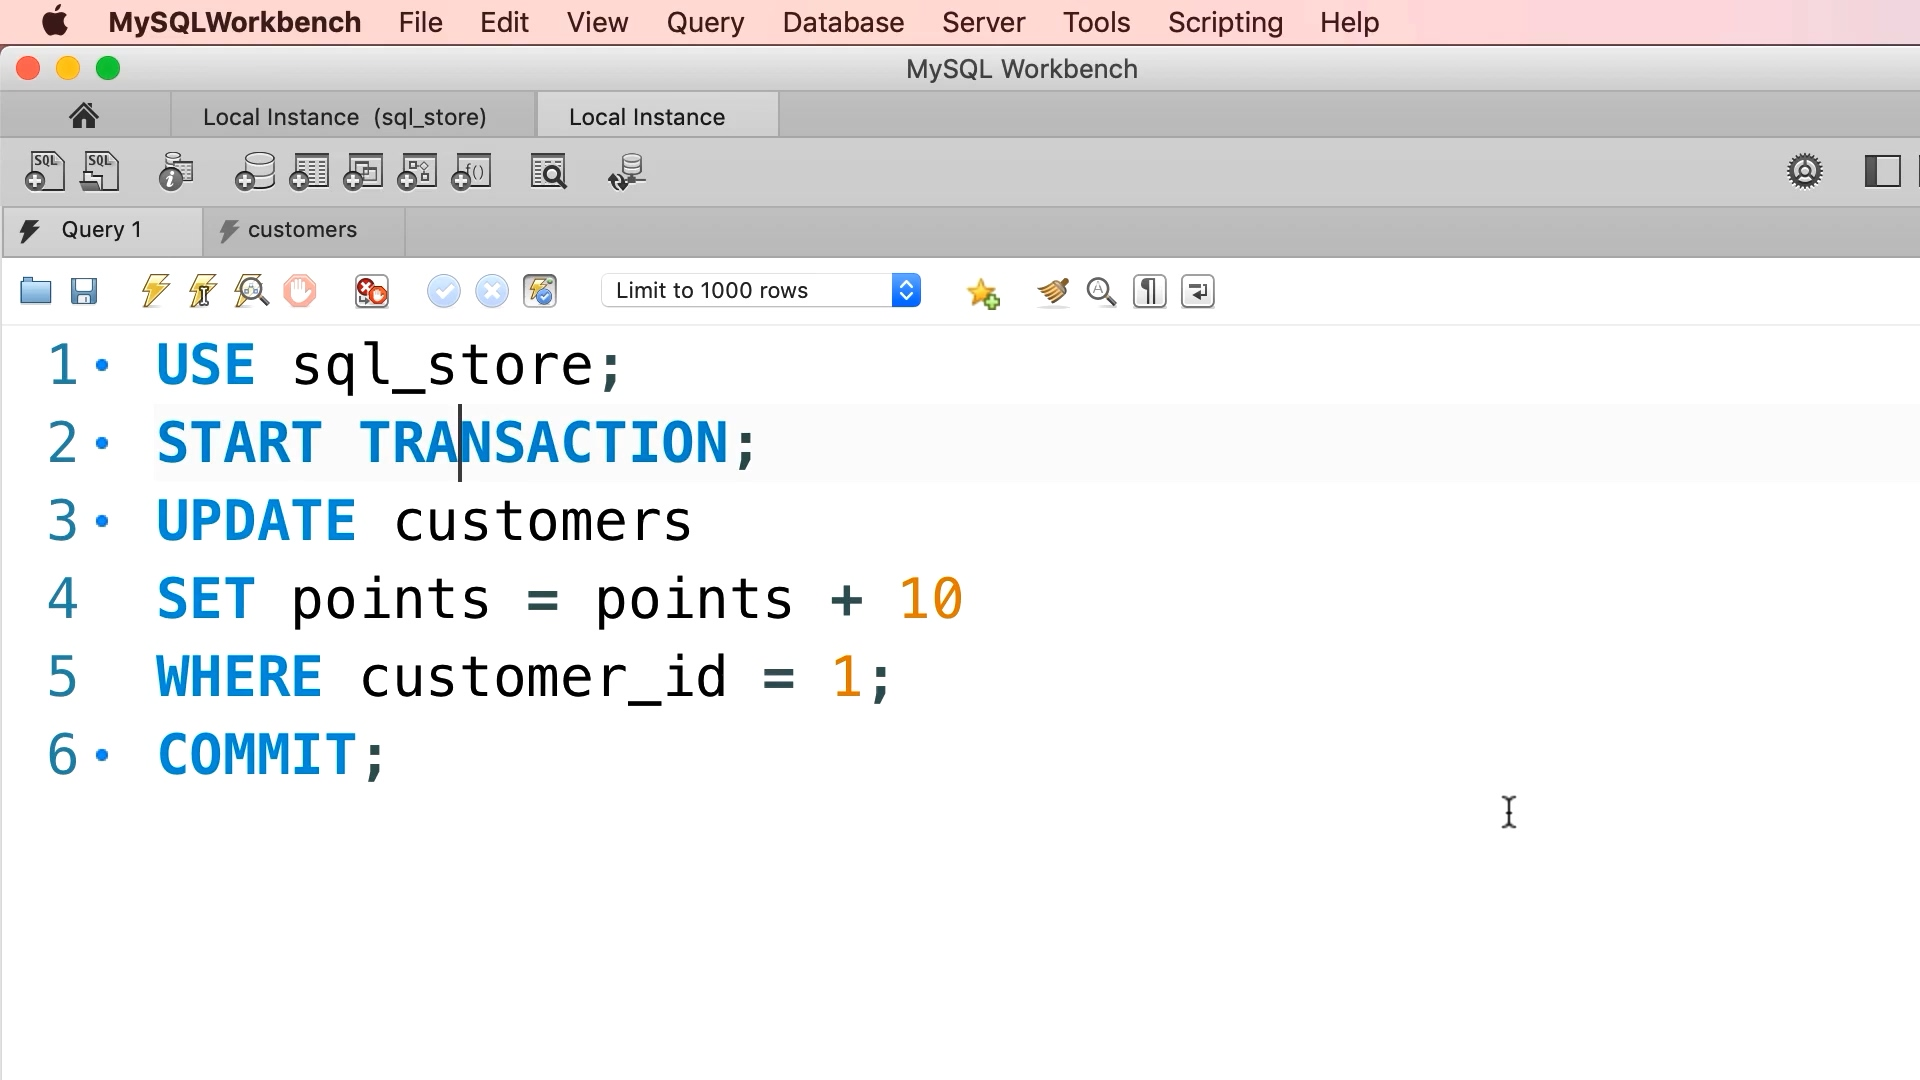 MySQLWorkbench File Edit View Query Database Server Tools Scripting Help
MySQL Workbench
Local Instance (sql_store) Local Instance
SQL SQL
Query 1 customers
Limit to 1000 rows
1 USE sql_store;
2 START TRANSACTION;
3 UPDATE customers
4 SET points = points + 10
5 WHERE customer_id = 1;
6 COMMIT;